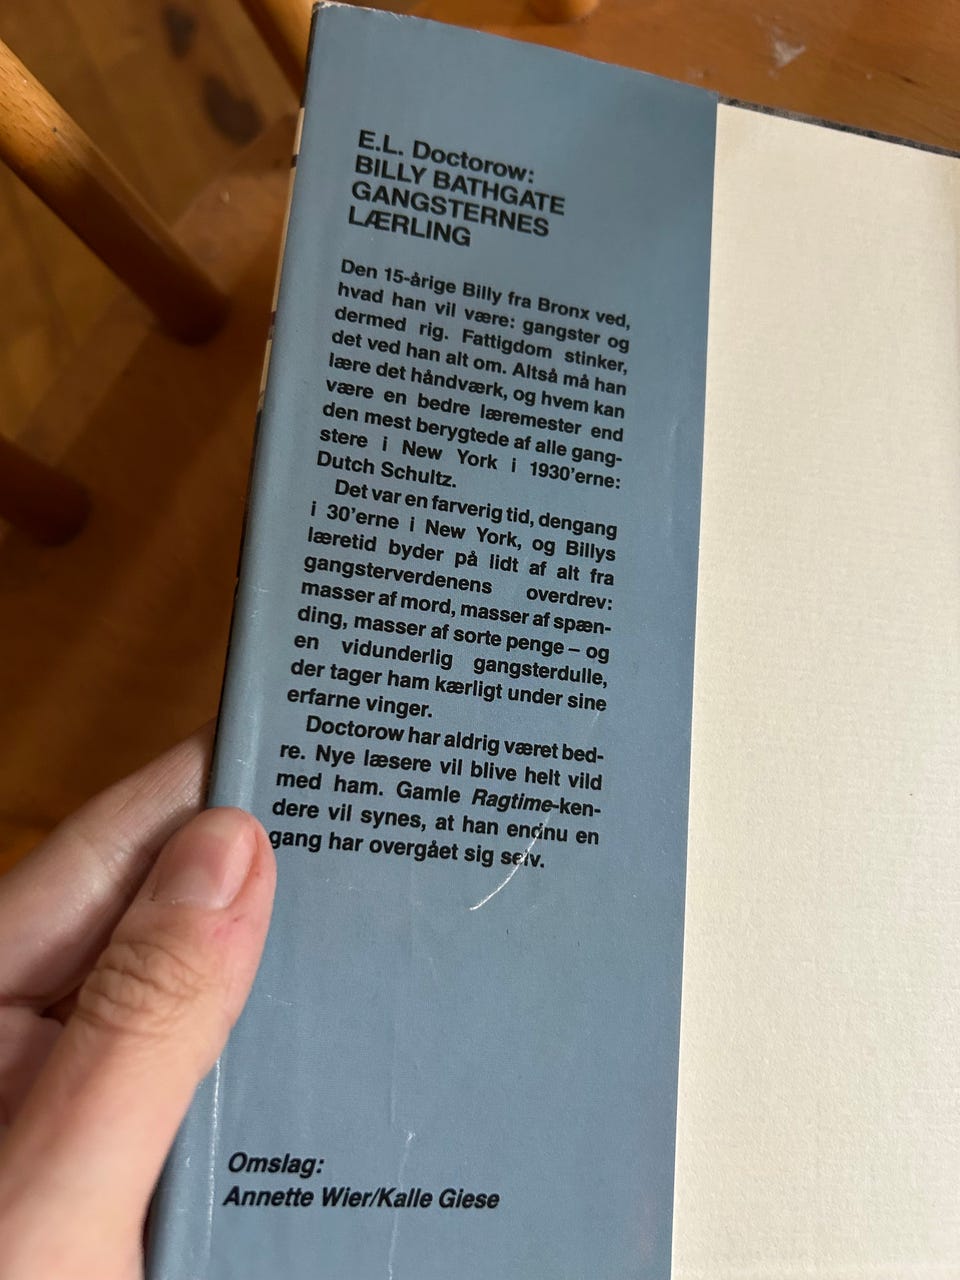 E.L. Doctorow:
BILLY BATHGATE
GANGSTERNES
LÆRLING
Den 15-årige Billy fra Bronx ved,
hvad han vil være: gangster og
dermed rig. Fattigdom stinker,
det ved han alt om. Altså må han
lære det håndværk, og hvem kan
være en bedre læremester end
den mest berygtede af alle gang-
stere i New York i 1930'erne:
Dutch Schultz.
Det var en farverig tid, dengang
i 30'erne i New York, og Billys
læretid byder på lidt af alt fra
gangsterverdenens overdrev:
masser af mord, masser af spæn-
ding, masser af sorte penge – og
en vidunderlig gangsterdulle,
der tager ham kærligt under sine
erfarne vinger.
Doctorow har aldrig været bed-
re. Nye læsere vil blive helt vild
med ham. Gamle Ragtime-ken-
dere vil synes, at han endnu en
gang har overgået sig selv.
Omslag:
Annette Wier/Kalle Giese